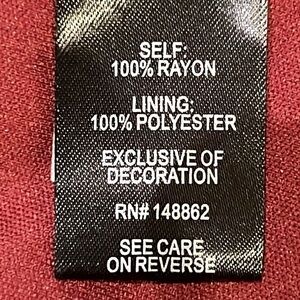 SELF:
100% RAYON
LINING:
100% POLYESTER
EXCLUSIVE OF
DECORATION
RN# 148862
SEE CARE
ON REVERSE